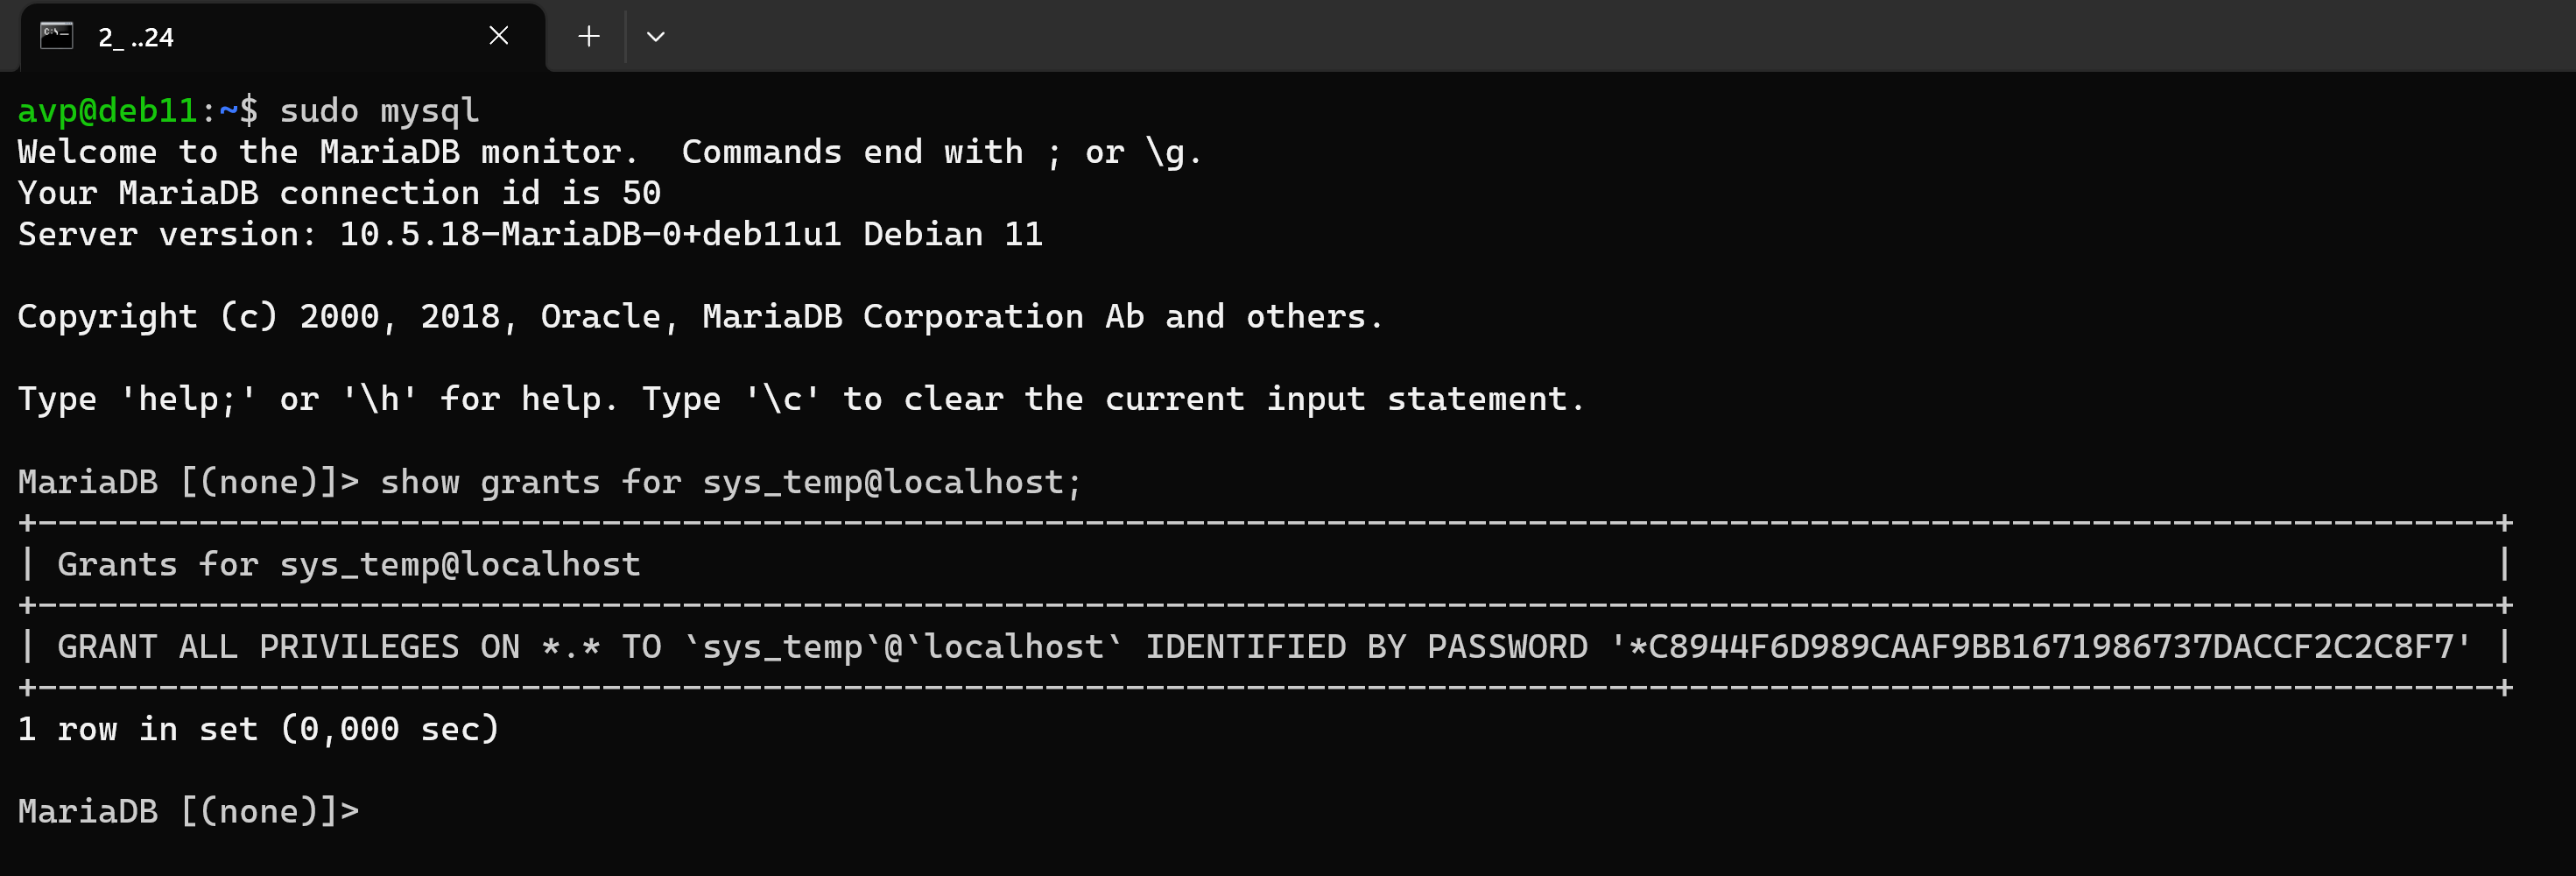 2_ ..24
avp@deb11:~$ sudo mysql
Welcome to the MariaDB monitor.  Commands end with ; or \g.
Your MariaDB connection id is 50
Server version: 10.5.18-MariaDB-0+deb11u1 Debian 11
Copyright (c) 2000, 2018, Oracle, MariaDB Corporation Ab and others.
Type 'help;' or '\h' for help. Type '\c' to clear the current input statement.
MariaDB [(none)]> show grants for sys_temp@localhost;
+--------------------------------------------------------------------------------------------------------------------------+
| Grants for sys_temp@localhost                                                                                            |
+--------------------------------------------------------------------------------------------------------------------------+
| GRANT ALL PRIVILEGES ON *.* TO `sys_temp`@`localhost` IDENTIFIED BY PASSWORD '*C8944F6D989CAAF9BB1671986737DACCF2C2C8F7' |
+--------------------------------------------------------------------------------------------------------------------------+
1 row in set (0,000 sec)
MariaDB [(none)]>